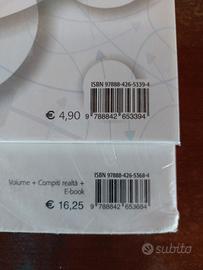 ISBN 97888-426-5339-4
€ 4,90
9 788842 653394
ISBN 97888-426-5368-4
Volume + Compiti realtà +
E-book
€ 16,25
9 788842 653684
subito